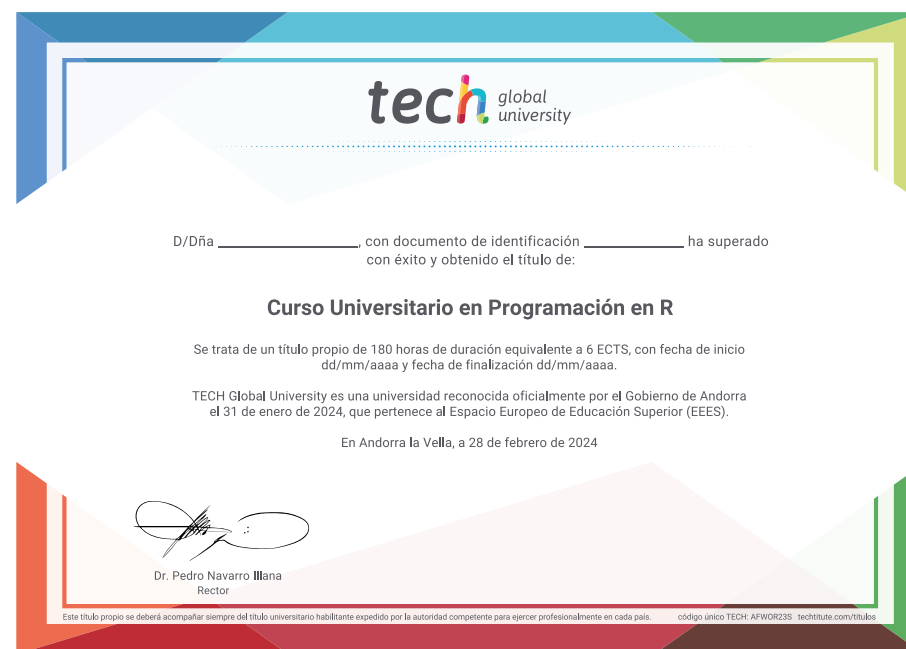 tech global
university
D/Dña ______________, con documento de identificación __________ ha superado
con éxito y obtenido el título de:
Curso Universitario en Programación en R
Se trata de un título propio de 180 horas de duración equivalente a 6 ECTS, con fecha de inicio
dd/mm/aaaa y fecha de finalización dd/mm/aaaa.
TECH Global University es una universidad reconocida oficialmente por el Gobierno de Andorra
el 31 de enero de 2024, que pertenece al Espacio Europeo de Educación Superior (EEES).
En Andorra la Vella, a 28 de febrero de 2024
Dr. Pedro Navarro Illana
Rector
Este título propio se deberá acompañar siempre del título universitario habilitante expedido por la autoridad competente para ejercer profesionalmente en cada país. código único TECH: AFWOR23S techtitute.com/titulos